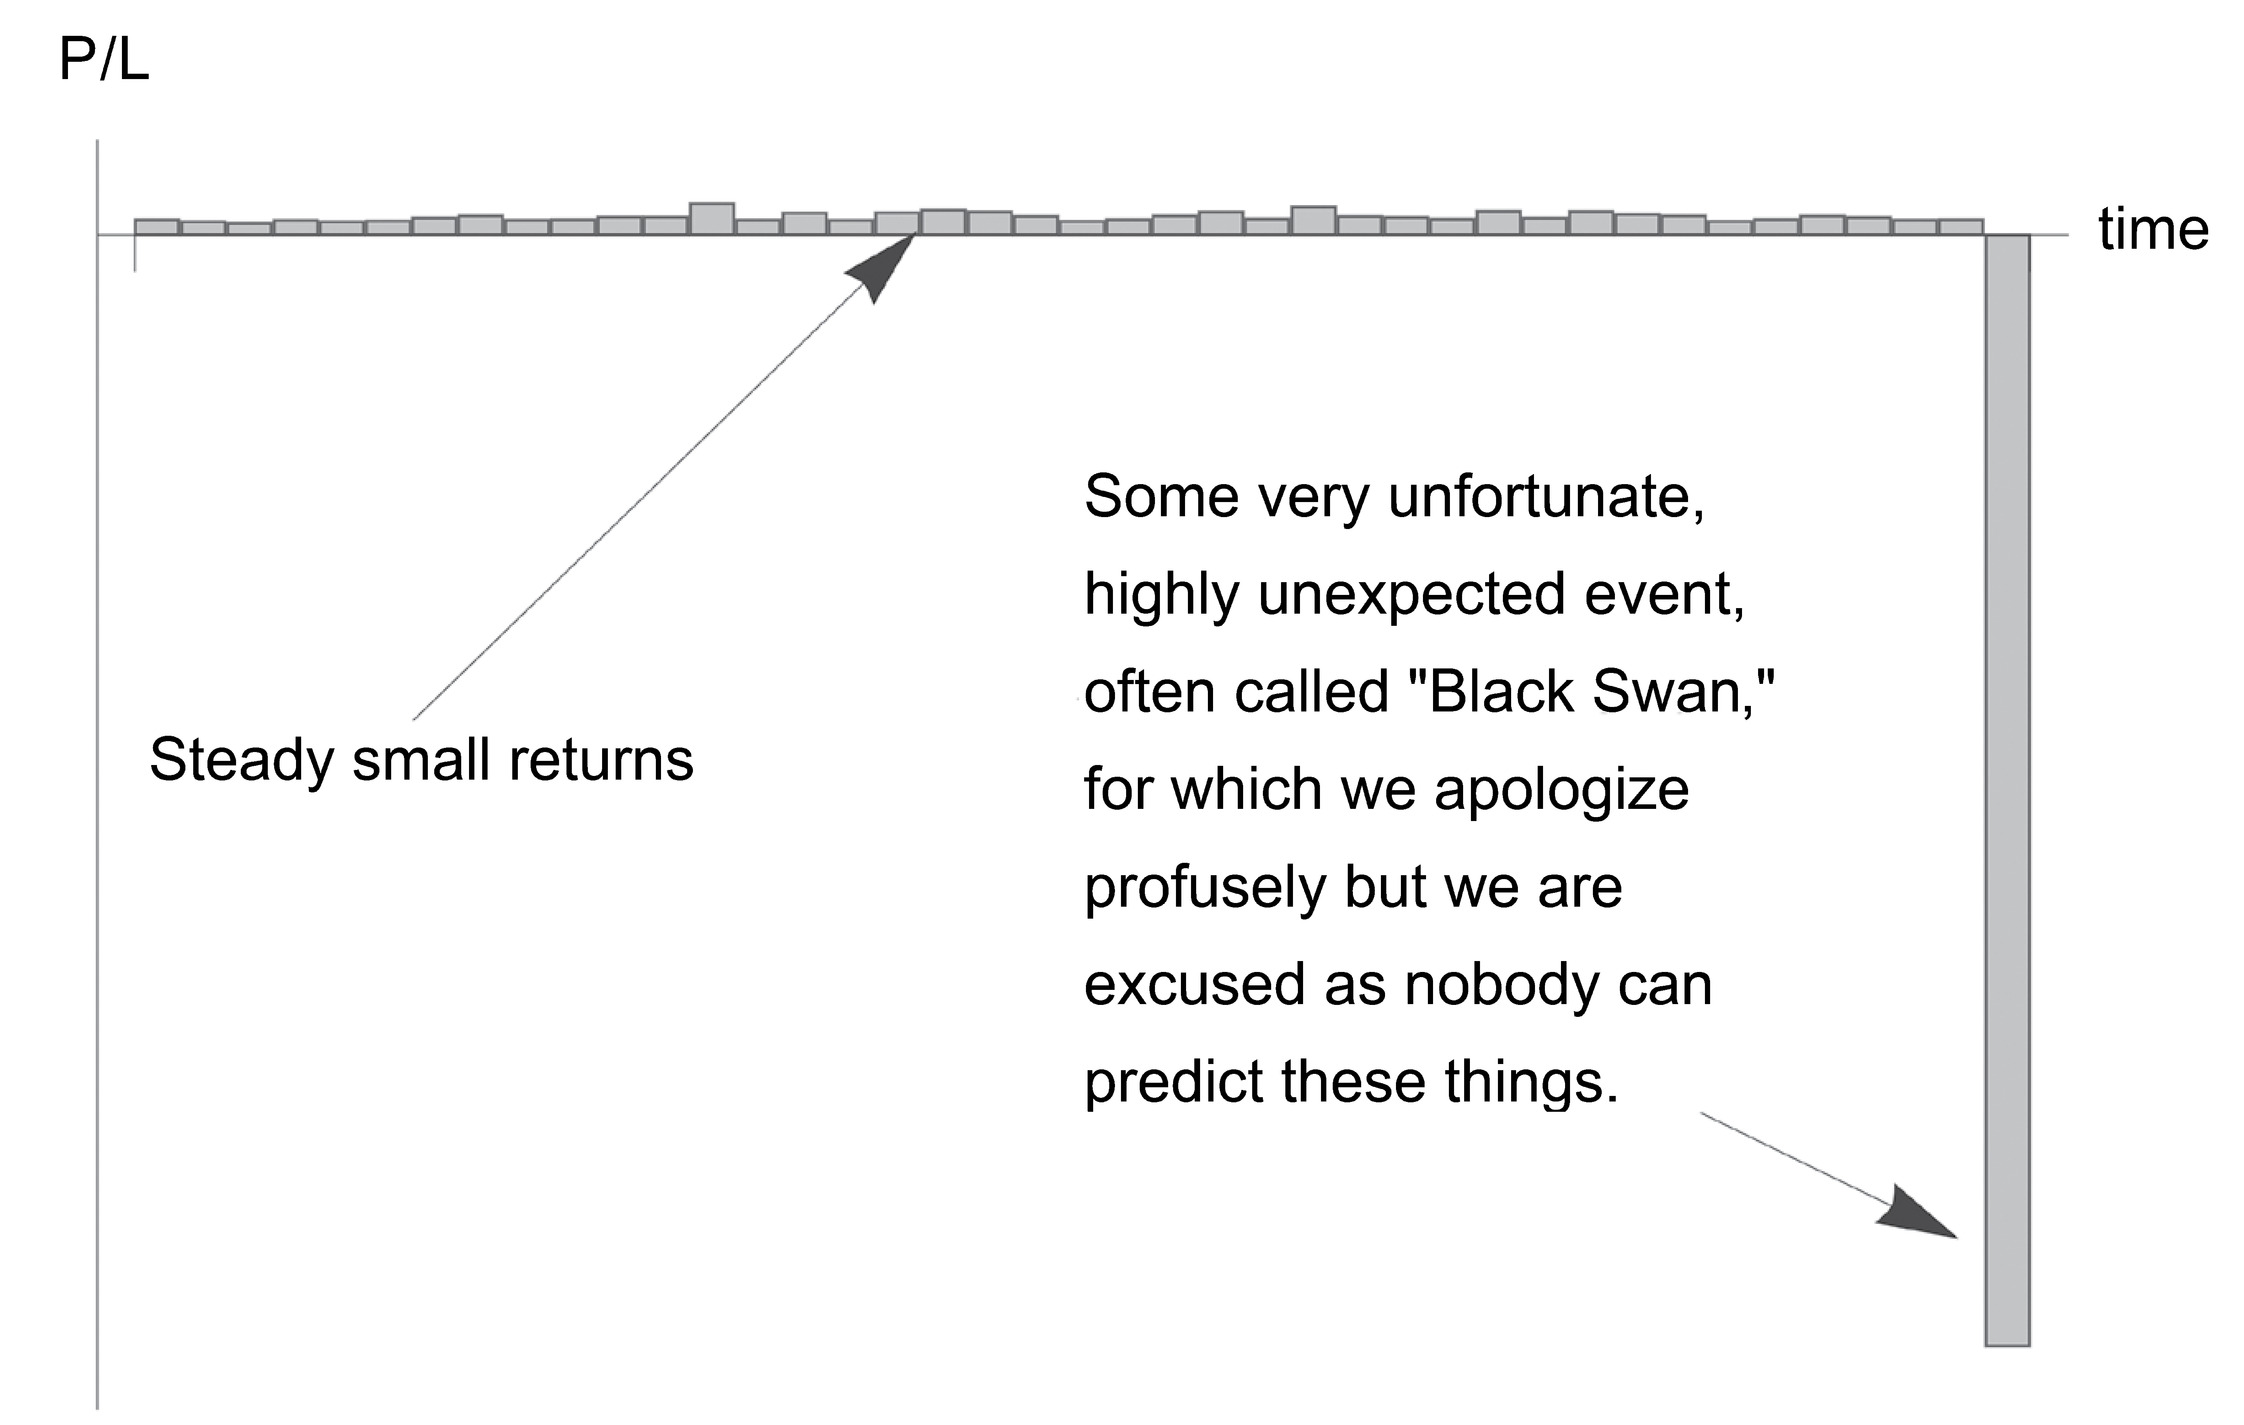 P/L
time
Steady small returns
Some very unfortunate,
highly unexpected event,
often called "Black Swan,"
for which we apologize
profusely but we are
excused as nobody can
predict these things.